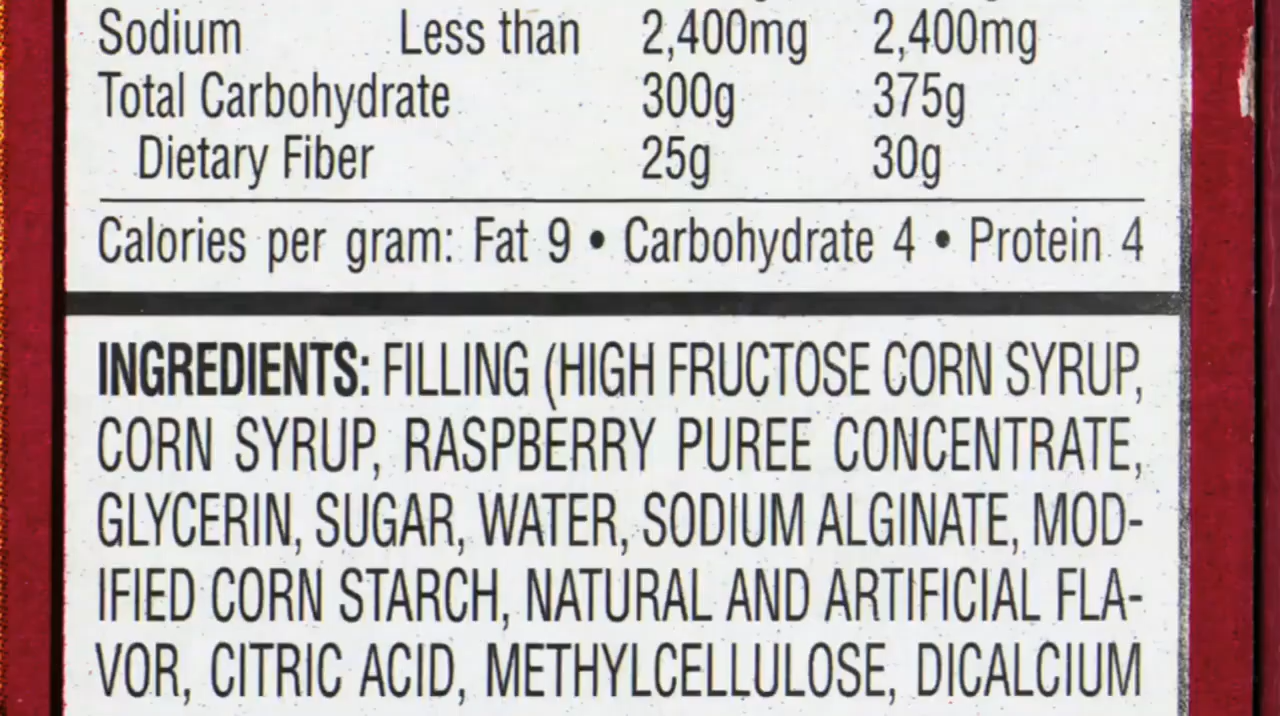 Sodium Less than 2,400mg 2,400mg
Total Carbohydrate 300g 375g
Dietary Fiber 25g 30g
Calories per gram: Fat 9 • Carbohydrate 4 • Protein 4
INGREDIENTS: FILLING (HIGH FRUCTOSE CORN SYRUP,
CORN SYRUP, RASPBERRY PUREE CONCENTRATE,
GLYCERIN, SUGAR, WATER, SODIUM ALGINATE, MOD-
IFIED CORN STARCH, NATURAL AND ARTIFICIAL FLA-
VOR, CITRIC ACID, METHYLCELLULOSE, DICALCIUM